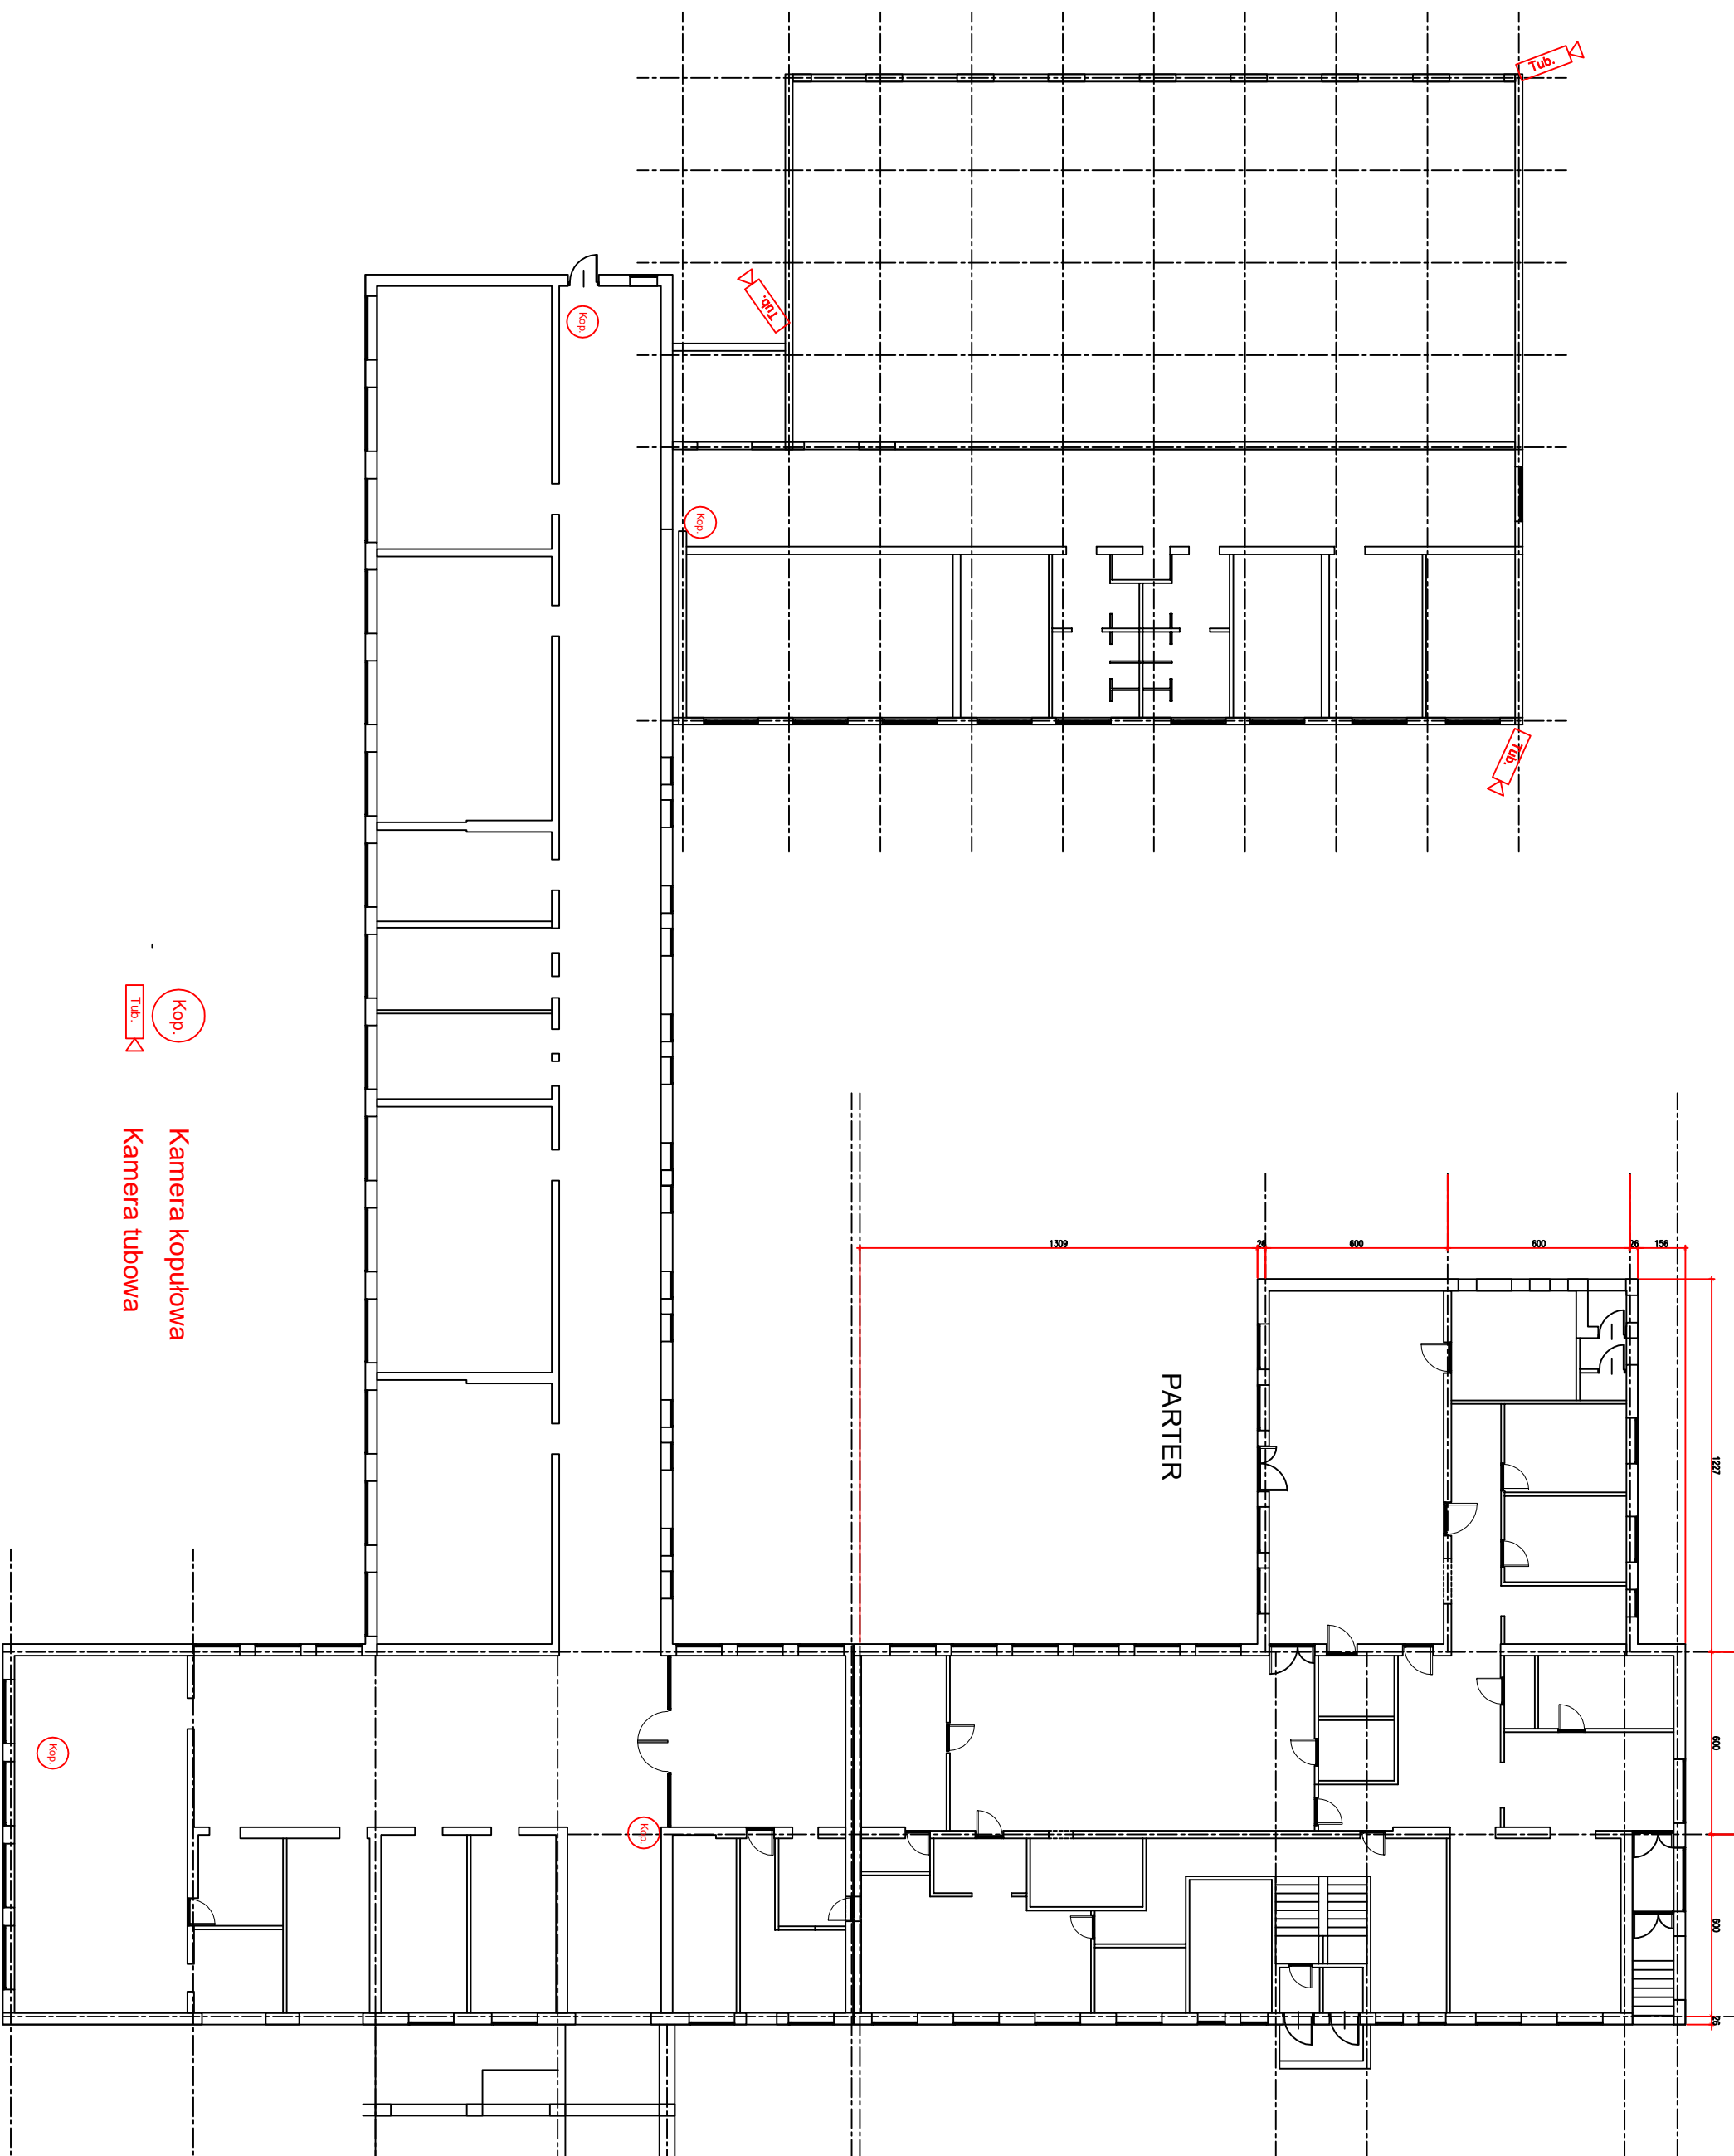 Tub.
Tub.
Kop.
Kop.
Tub.
Kop.
Tub.
Kamera kopułowa
Kamera tubowa
1309
26
600
600
26
156
PARTER
1227
600
600
26
Kop.
Kop.